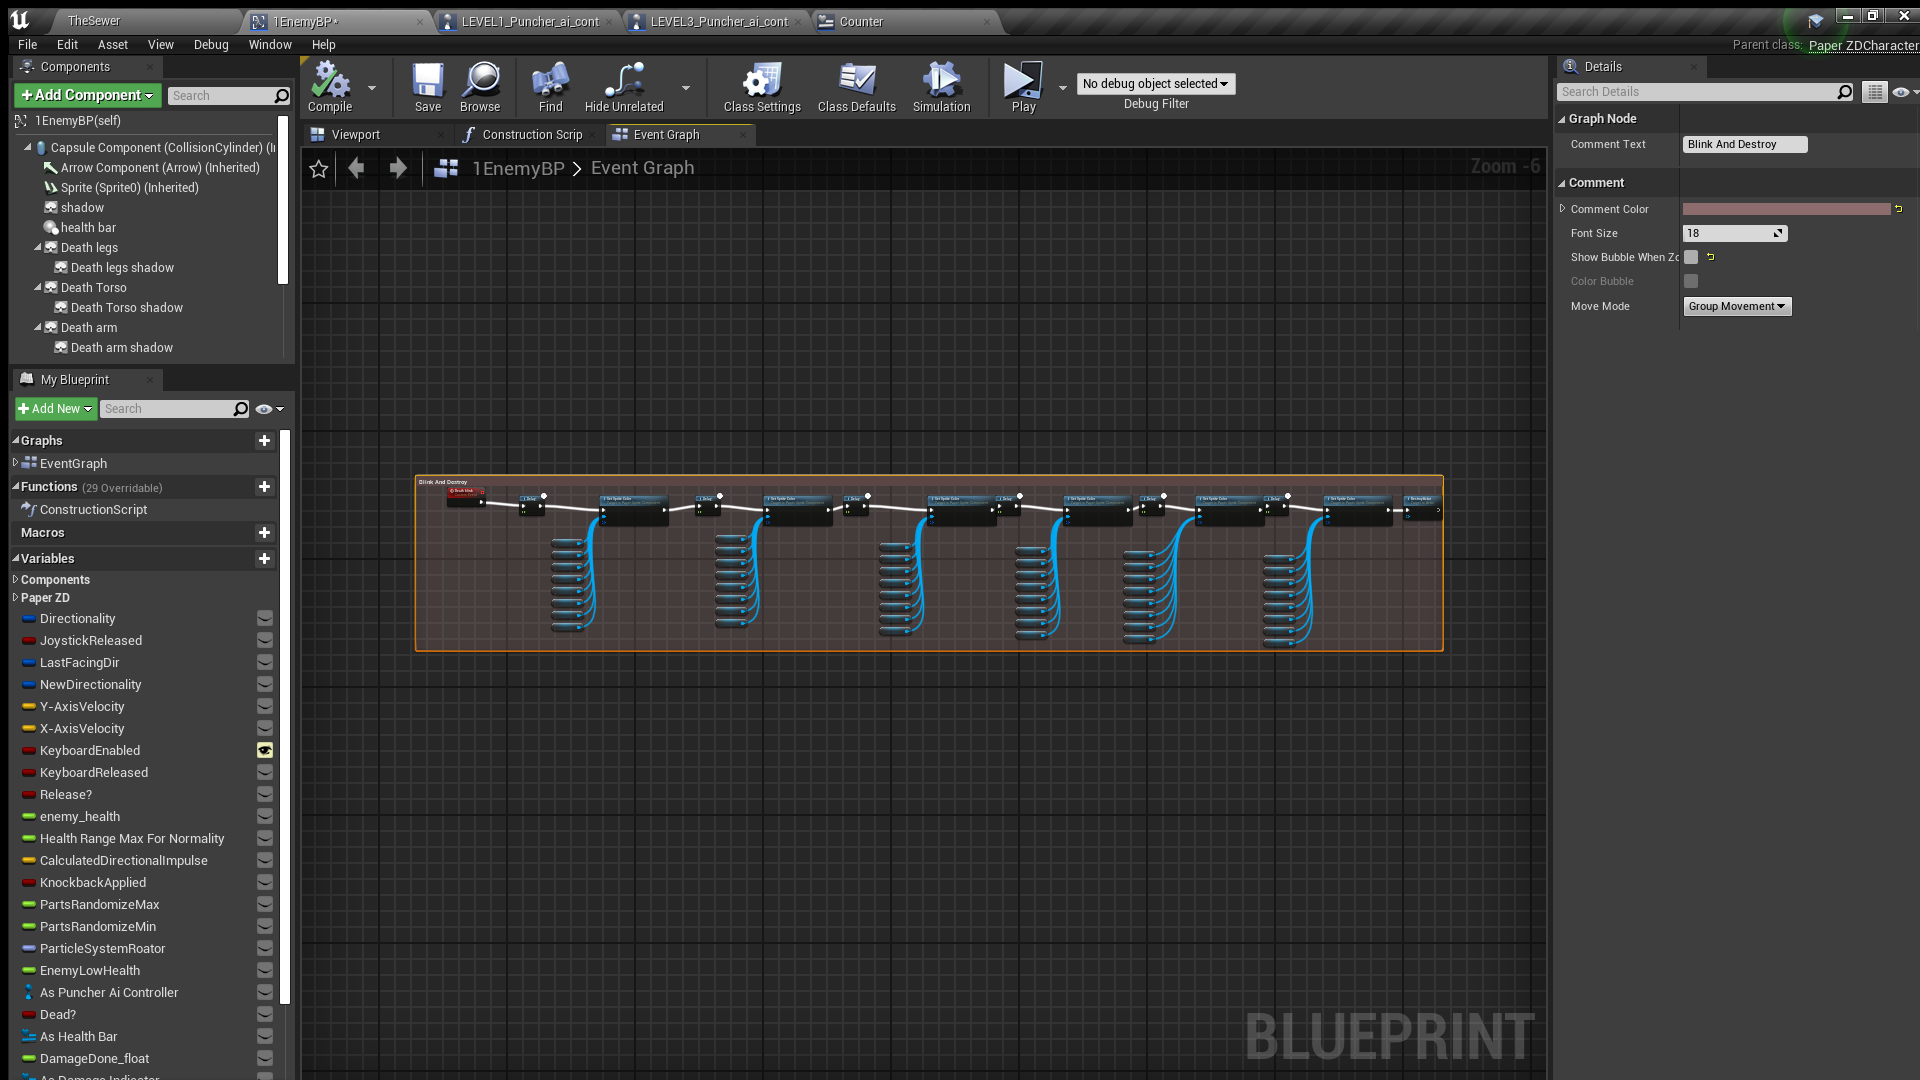 TheSewer
1EnemyBP*
LEVEL1_Puncher_ai_cont
LEVEL3_Puncher_ai_cont
Counter
File Edit Asset View Debug Window Help
Parent class: Paper ZDCharacter
Components
+Add Component
Search
1EnemyBP(self)
Capsule Component (CollisionCylinder) (I
Arrow Component (Arrow) (Inherited)
Sprite (Sprite0) (Inherited)
shadow
health bar
Death legs
Death legs shadow
Death Torso
Death Torso shadow
Death arm
Death arm shadow
My Blueprint
+Add New
Search
Graphs
EventGraph
Functions (29 Overridable)
ConstructionScript
Macros
Variables
Components
Paper ZD
Directionality
JoystickReleased
LastFacingDir
NewDirectionality
Y-AxisVelocity
X-AxisVelocity
KeyboardEnabled
KeyboardReleased
Release?
enemy_health
Health Range Max For Normality
CalculatedDirectionalImpulse
KnockbackApplied
PartsRandomizeMax
PartsRandomizeMin
ParticleSystemRoator
EnemyLowHealth
As Puncher Ai Controller
Dead?
As Health Bar
DamageDone_float
As Damage Indicator
Compile
Save
Browse
Find
Hide Unrelated
Class Settings
Class Defaults
Simulation
Play
No debug object selected
Debug Filter
Viewport
Construction Scrip
Event Graph
1EnemyBP > Event Graph
Zoom -6
Blink And Destroy
BLUEPRINT
Details
Search Details
Graph Node
Comment Text Blink And Destroy
Comment
Comment Color
Font Size 18
Show Bubble When Zo
Color Bubble
Move Mode Group Movement